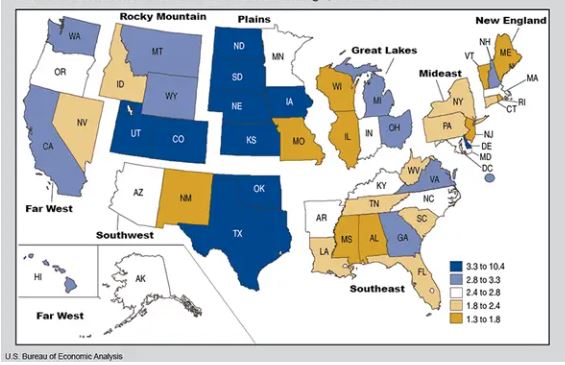 Rocky Mountain
Plains
New England
Great Lakes
Mideast
Far West
Southwest
Southeast
Far West
WA
OR
CA
NV
ID
MT
WY
UT
CO
ND
SD
NE
KS
MN
IA
MO
WI
IL
IN
MI
OH
AZ
NM
OK
TX
AR
LA
MS
AL
GA
FL
SC
NC
TN
KY
WV
VA
PA
NY
VT
NH
ME
MA
RI
CT
NJ
DE
MD
DC
HI
AK
3.3 to 10.4
2.8 to 3.3
2.4 to 2.8
1.8 to 2.4
1.3 to 1.8
U.S. Bureau of Economic Analysis